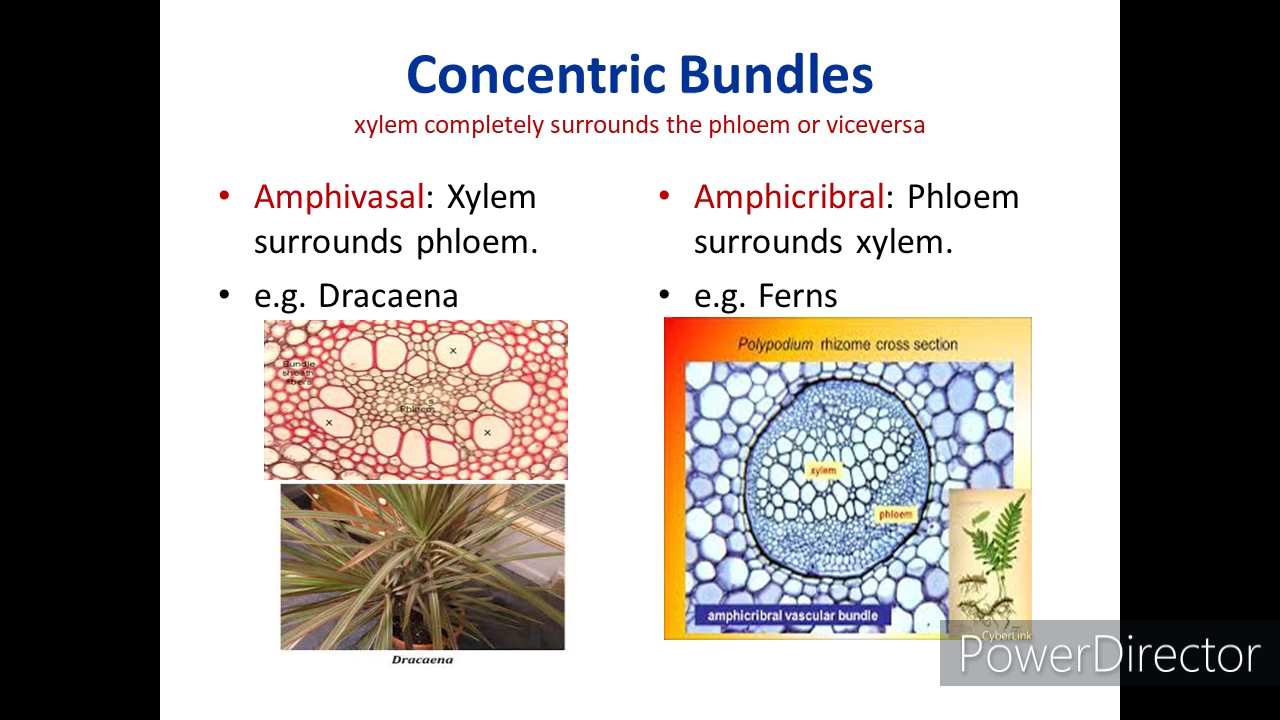 Concentric Bundles
xylem completely surrounds the phloem or viceversa
• Amphivasal: Xylem
surrounds phloem.
• e.g. Dracaena
Bundle
sheath
fibers
x
s
s
Phloem
x
x
Dracaena
• Amphicribral: Phloem
surrounds xylem.
• e.g. Ferns
Polypodium rhizome cross section
xylem
phloem
amphicribral vascular bundle
CyberLink
PowerDirector